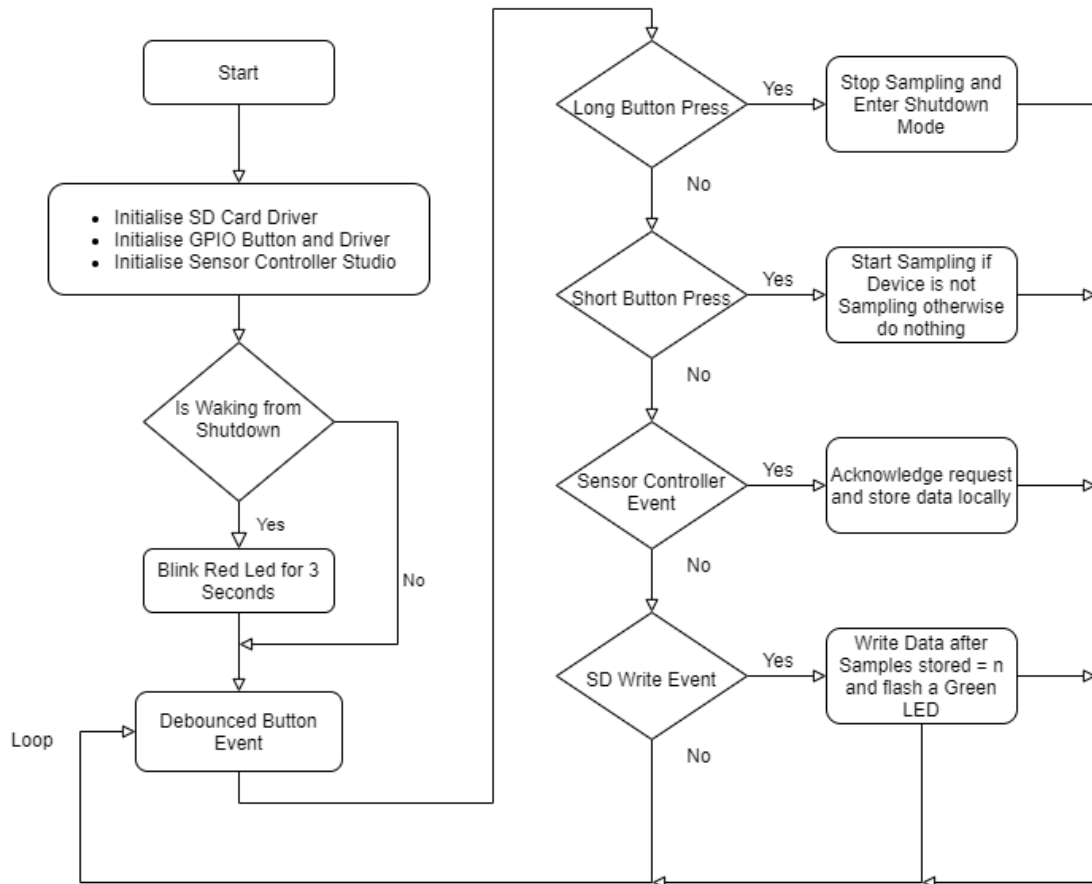 Start
• Initialise SD Card Driver
• Initialise GPIO Button and Driver
• Initialise Sensor Controller Studio
Is Waking from
Shutdown
Yes
No
Blink Red Led for 3
Seconds
Debounced Button
Event
Loop
Long Button Press
Yes
Stop Sampling and
Enter Shutdown
Mode
No
Short Button Press
Yes
Start Sampling if
Device is not
Sampling otherwise
do nothing
No
Sensor Controller
Event
Yes
Acknowledge request
and store data locally
No
SD Write Event
Yes
Write Data after
Samples stored = n
and flash a Green
LED
No